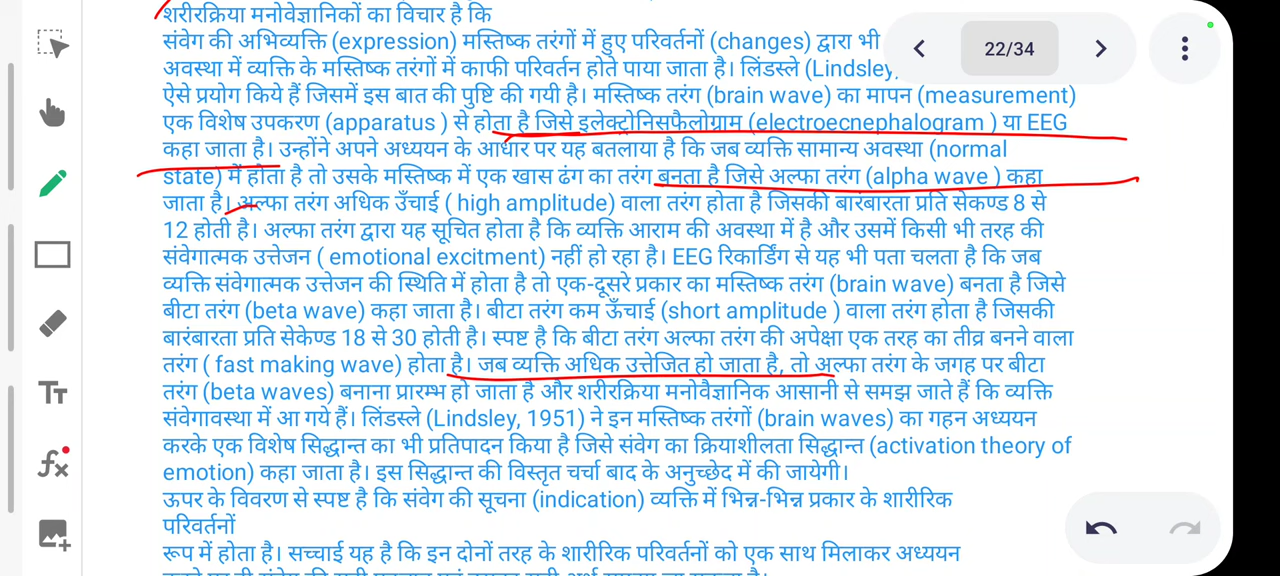 शरीरक्रिया मनोवेज्ञानिकों का विचार है कि
22/34
संवेग की अभिव्यक्ति (expression) मस्तिष्क तरंगों में हुए परिवर्तनों (changes) द्वारा भी
अवस्था में व्यक्ति के मस्तिष्क तरंगों में काफी परिवर्तन होते पाया जाता है। लिंडस्ले (Lindsley,
ऐसे प्रयोग किये हैं जिसमें इस बात की पुष्टि की गयी है। मस्तिष्क तरंग (brain wave) का मापन (measurement)
एक विशेष उपकरण (apparatus ) से होता है जिसे इलेक्ट्रोनिसफैलोग्राम (electroecnephalogram ) या EEG
कहा जाता है। उन्होंने अपने अध्ययन के आधार पर यह बतलाया है कि जब व्यक्ति सामान्य अवस्था (normal
state) में होता है तो उसके मस्तिष्क में एक खास ढंग का तरंग बनता है जिसे अल्फा तरंग (alpha wave ) कहा
जाता है। अल्फा तरंग अधिक उँचाई ( high amplitude) वाला तरंग होता है जिसकी बारंबारता प्रति सेकण्ड 8 से
12 होती है। अल्फा तरंग द्वारा यह सूचित होता है कि व्यक्ति आराम की अवस्था में है और उसमें किसी भी तरह की
संवेगात्मक उत्तेजन ( emotional excitment) नहीं हो रहा है। EEG रिकार्डिंग से यह भी पता चलता है कि जब
व्यक्ति संवेगात्मक उत्तेजन की स्थिति में होता है तो एक-दूसरे प्रकार का मस्तिष्क तरंग (brain wave) बनता है जिसे
बीटा तरंग (beta wave) कहा जाता है। बीटा तरंग कम ऊँचाई (short amplitude ) वाला तरंग होता है जिसकी
बारंबारता प्रति सेकेण्ड 18 से 30 होती है। स्पष्ट है कि बीटा तरंग अल्फा तरंग की अपेक्षा एक तरह का तीव्र बनने वाला
तरंग ( fast making wave) होता है। जब व्यक्ति अधिक उत्तेजित हो जाता है, तो अल्फा तरंग के जगह पर बीटा
तरंग (beta waves) बनाना प्रारम्भ हो जाता है और शरीरक्रिया मनोवैज्ञानिक आसानी से समझ जाते हैं कि व्यक्ति
संवेगावस्था में आ गये हैं। लिंडस्ले (Lindsley, 1951) ने इन मस्तिष्क तरंगों (brain waves) का गहन अध्ययन
करके एक विशेष सिद्धान्त का भी प्रतिपादन किया है जिसे संवेग का क्रियाशीलता सिद्धान्त (activation theory of
emotion) कहा जाता है। इस सिद्धान्त की विस्तृत चर्चा बाद के अनुच्छेद में की जायेगी।
ऊपर के विवरण से स्पष्ट है कि संवेग की सूचना (indication) व्यक्ति में भिन्न-भिन्न प्रकार के शारीरिक
परिवर्तनों
रूप में होता है। सच्चाई यह है कि इन दोनों तरह के शारीरिक परिवर्तनों को एक साथ मिलाकर अध्ययन